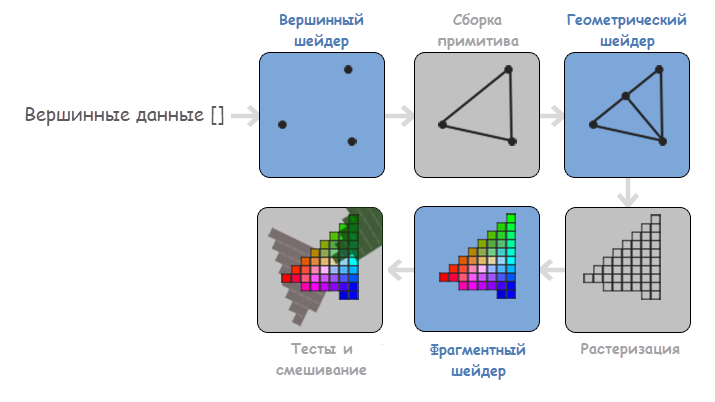 Вершинный
шейдер
Сборка
примитива
Геометрический
шейдер
Вершинные данные []
Тесты и
смешивание
Фрагментный
шейдер
Растеризация